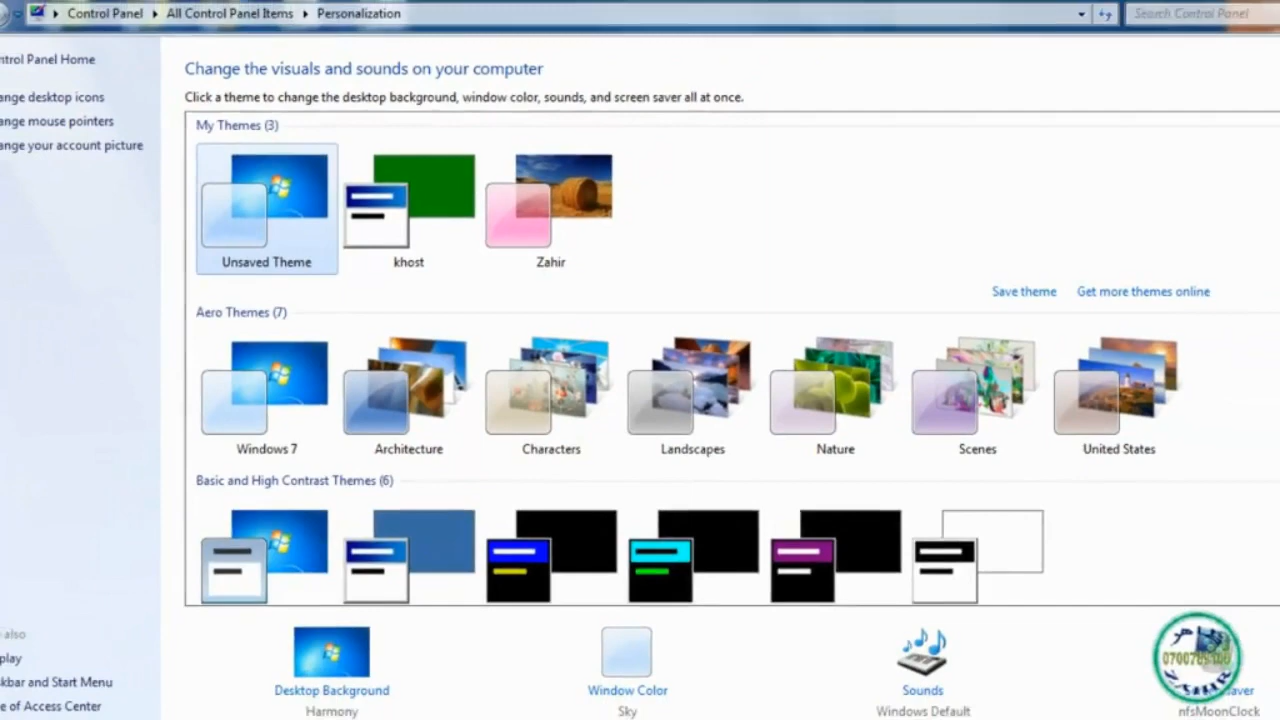 Control Panel All Control Panel Items Personalization Search Control Panel
ntrol Panel Home
Change the visuals and sounds on your computer
ange desktop icons
Click a theme to change the desktop background, window color, sounds, and screen saver all at once.
ange mouse pointers
My Themes (3)
ange your account picture
Unsaved Theme khost Zahir
Save theme Get more themes online
Aero Themes (7)
Windows 7 Architecture Characters Landscapes Nature Scenes United States
Basic and High Contrast Themes (6)
also
play
kbar and Start Menu
e of Access Center
Desktop Background Window Color Sounds
Harmony Sky Windows Default nfsMoonClock